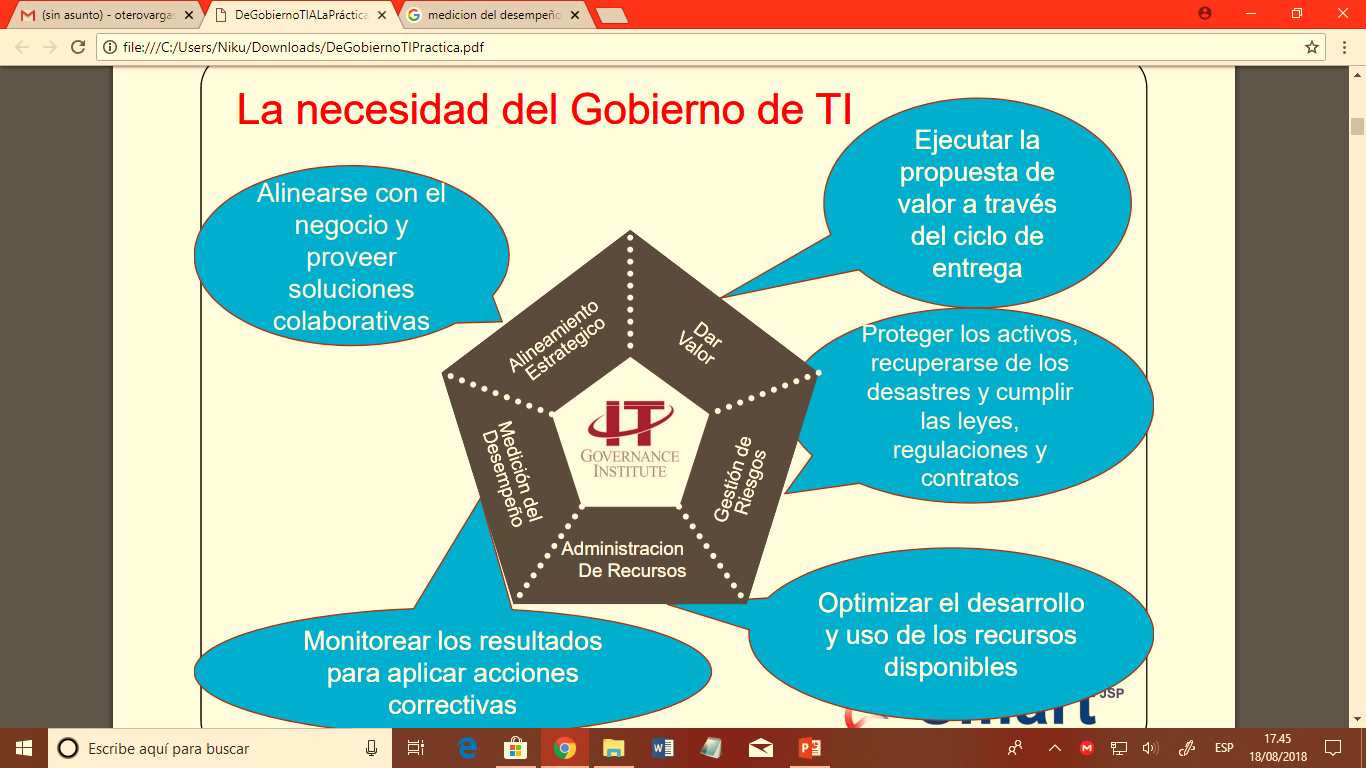 (sin asunto) - oterovargas
DeGobiernoTIALaPráctica
medicion del desempeño
file:///C:/Users/Niku/Downloads/DeGobiernoTIPractica.pdf
La necesidad del Gobierno de TI
Alinearse con el
negocio y
proveer
soluciones
colaborativas
Ejecutar la
propuesta de
valor a través
del ciclo de
entrega
Alineamiento
Estrategico
Dar
Valor
Proteger los activos,
recuperarse de los
desastres y cumplir
las leyes,
regulaciones y
contratos
IT
GOVERNANCE
INSTITUTE
Medición del
Desempeño
Gestión de
Riesgos
Administracion
De Recursos
Monitorear los resultados
para aplicar acciones
correctivas
Optimizar el desarrollo
y uso de los recursos
disponibles
JSP
Escribe aquí para buscar
ESP
17.45
18/08/2018